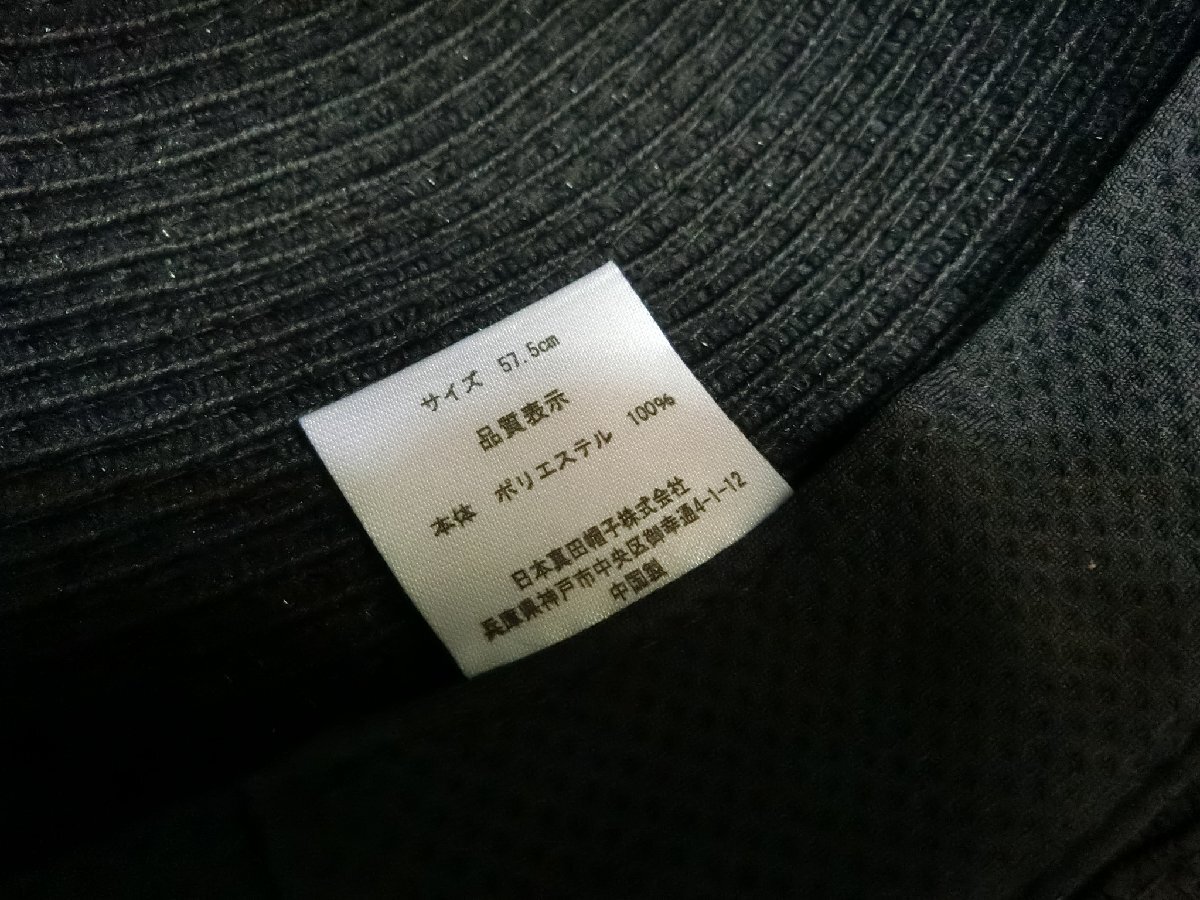 サイズ 57.5cm
品質表示
本体 ポリエステル 100%
日本真田帽子株式会社
兵庫県神戸市中央区御幸通4-1-12
中国製